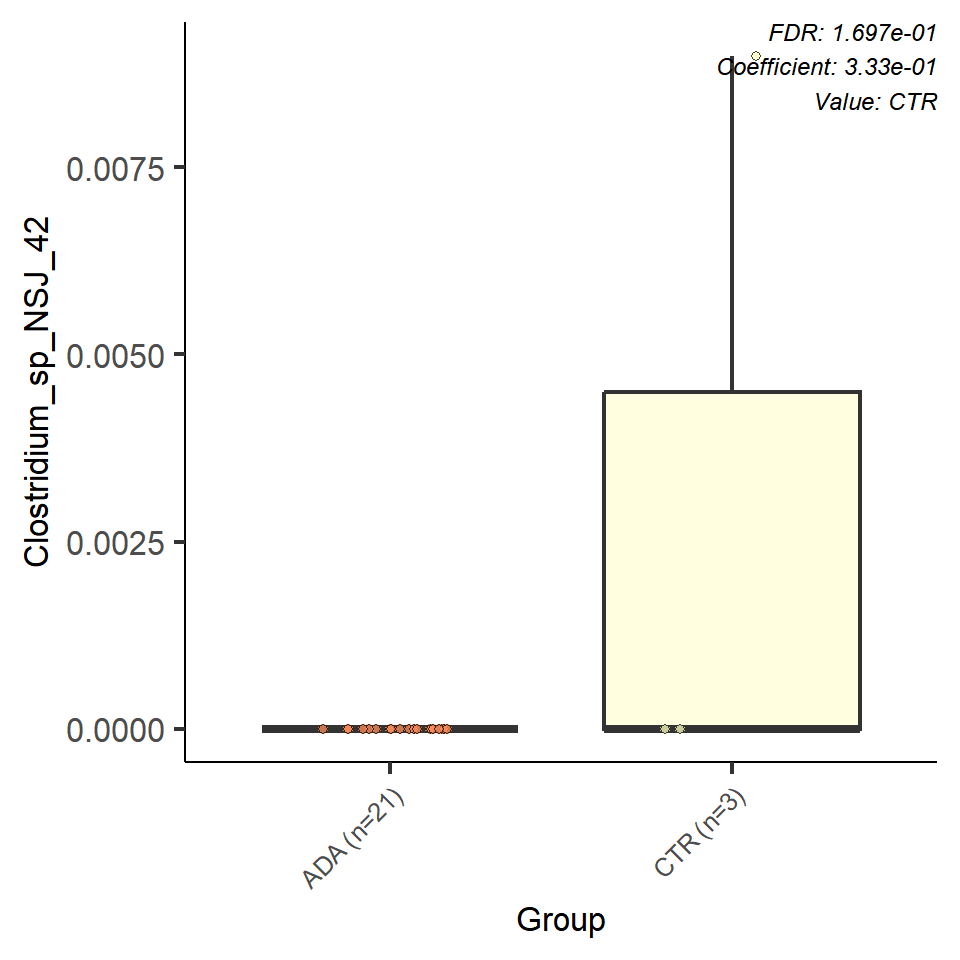 FDR: 1.697e-01
Coefficient: 3.33e-01
Value: CTR
Clostridium_sp_NSJ_42
0.0075
0.0050
0.0025
0.0000
ADA (n=21)
CTR (n=3)
Group